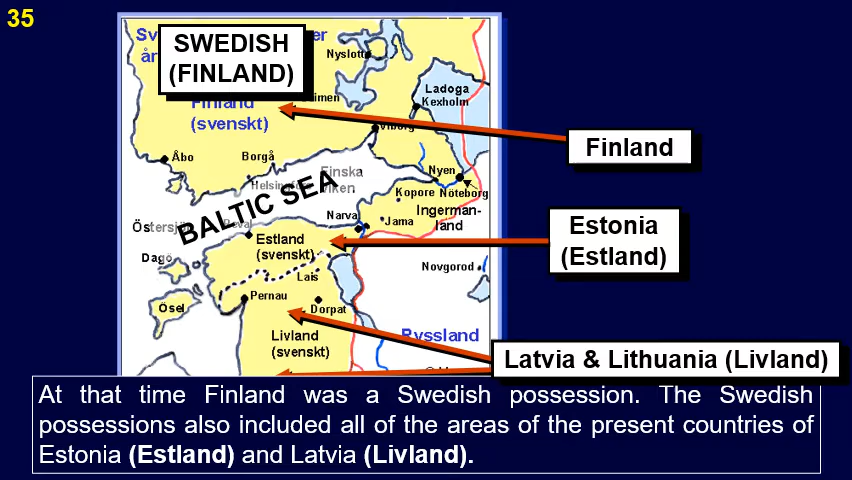 35
SWEDISH
(FINLAND)
Nyslott
Ladoga
Kexholm
Finland
(svenskt)
Viborg
Finland
Åbo
Borgå
Finska
viken
Nyen
Kopore
Nöteborg
BALTIC SEA
Narva
Jama
Ingerman-
land
Estonia
(Estland)
Estland
(svenskt)
Dagö
Lais
Novgorod
Pernau
Ösel
Dorpat
Livland
(svenskt)
Ryssland
Latvia & Lithuania (Livland)
At that time Finland was a Swedish possession. The Swedish
possessions also included all of the areas of the present countries of
Estonia (Estland) and Latvia (Livland).